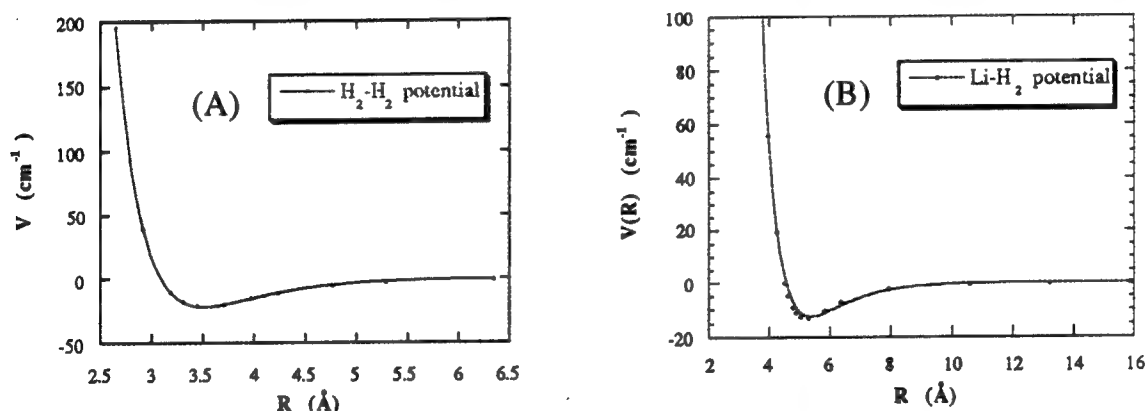 200
150
100
50
0
-50
2.5 3 3.5 4 4.5 5 5.5 6 6.5
V (cm⁻¹)
R (Å)
(A)
H₂-H₂ potential
100
80
60
40
20
0
-20
2 4 6 8 10 12 14 16
V(R) (cm⁻¹)
R (Å)
(B)
Li-H₂ potential